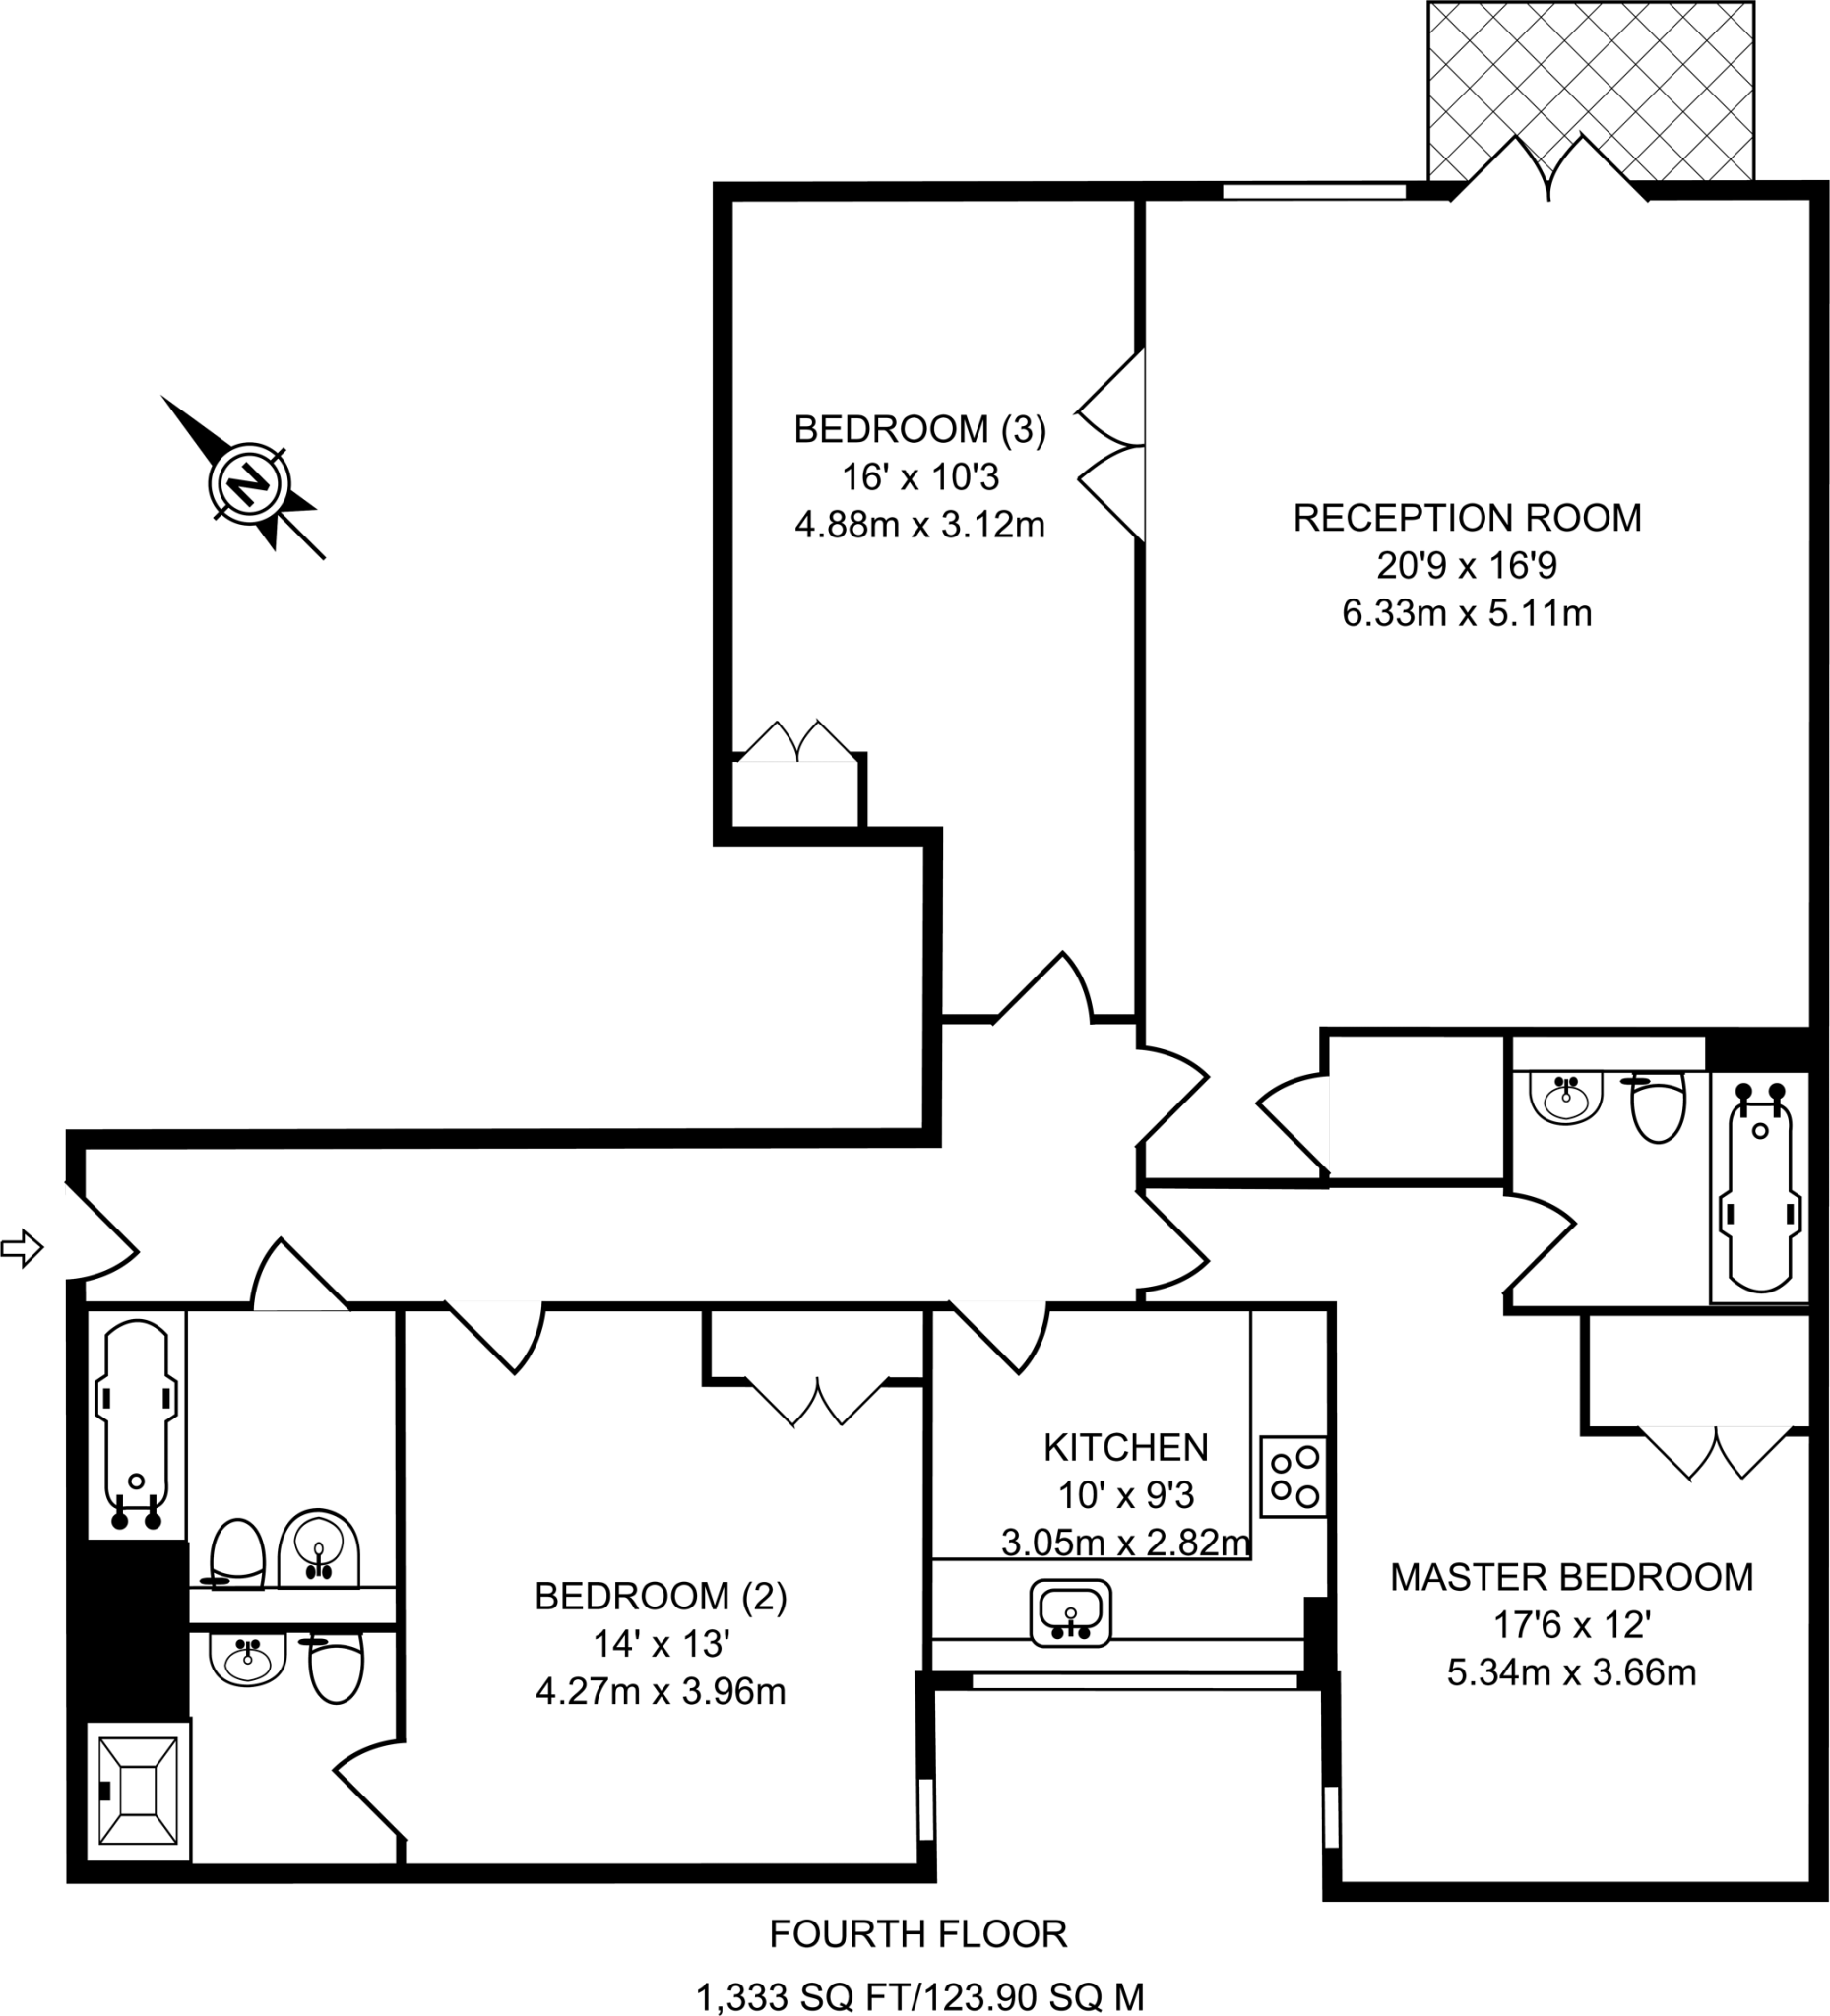 BEDROOM (3)
16' x 10'3
4.88m x 3.12m
N
RECEPTION ROOM
20'9 x 16'9
6.33m x 5.11m
KITCHEN
10' x 9'3
3.05m x 2.82m
BEDROOM (2)
14' x 13'
4.27m x 3.96m
MASTER BEDROOM
17'6 x 12'
5.34m x 3.66m
FOURTH FLOOR
1,333 SQ FT/123.90 SQ M